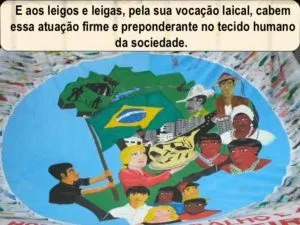 E aos leigos e leigas, pela sua vocação laical, cabem
essa atuação firme e preponderante no tecido humano
da sociedade.